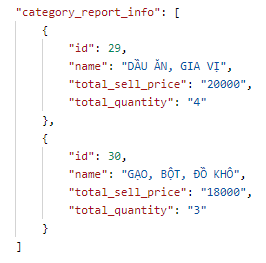 "category_report_info": [
{
"id": 29,
"name": "DẦU ĂN, GIA VỊ",
"total_sell_price": "20000",
"total_quantity": "4"
},
{
"id": 30,
"name": "GẠO, BỘT, ĐỒ KHÔ",
"total_sell_price": "18000",
"total_quantity": "3"
}
]